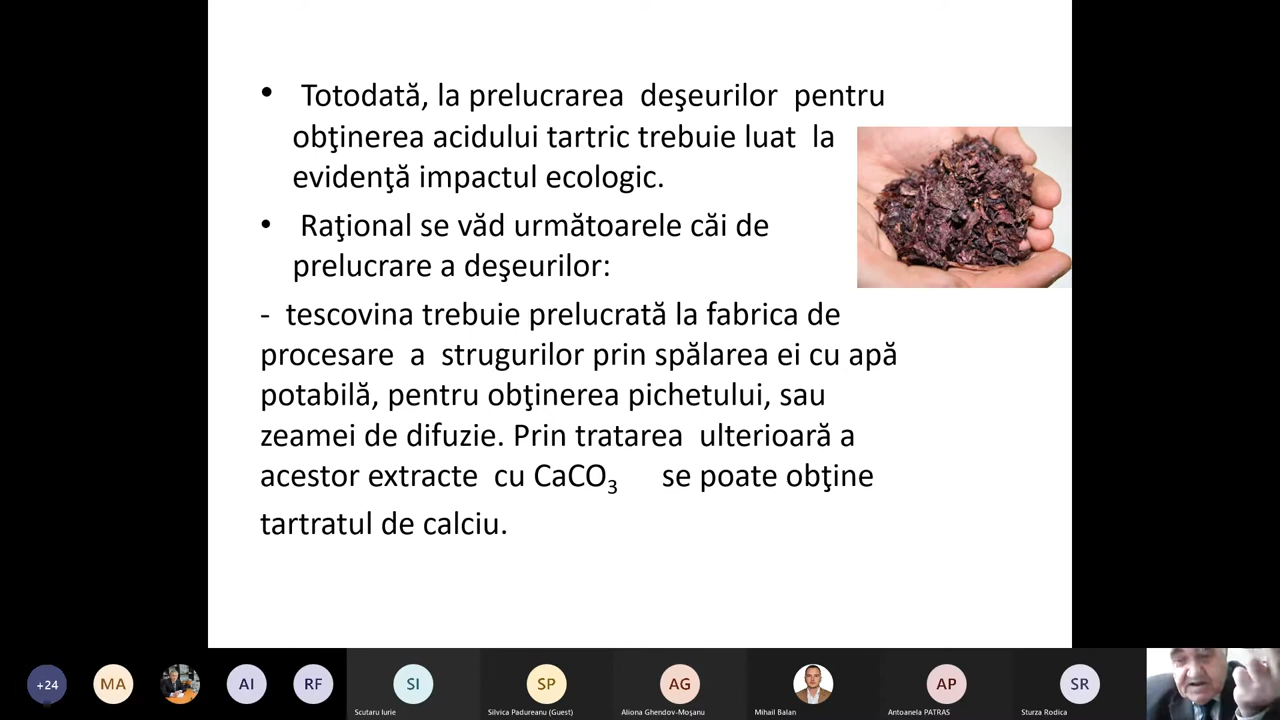 • Totodată, la prelucrarea deşeurilor pentru
obţinerea acidului tartric trebuie luat la
evidenţă impactul ecologic.
• Raţional se văd următoarele căi de
prelucrare a deşeurilor:
- tescovina trebuie prelucrată la fabrica de
procesare a strugurilor prin spălarea ei cu apă
potabilă, pentru obţinerea pichetului, sau
zeamei de difuzie. Prin tratarea ulterioară a
acestor extracte cu CaCO₃ se poate obţine
tartratul de calciu.
+24 MA AI RF SI SP AG AP SR
Scutaru Iurie Silvica Padureanu (Guest) Aliona Ghendov-Moşanu Mihail Balan Antoanela PATRAS Sturza Rodica